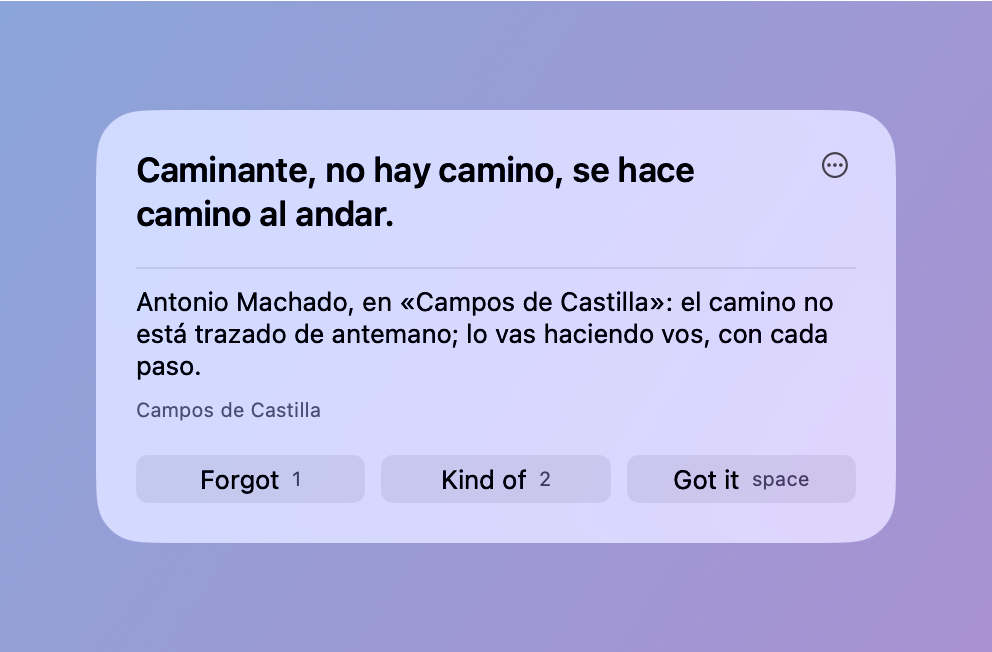 Caminante, no hay camino, se hace
camino al andar.
Antonio Machado, en «Campos de Castilla»: el camino no
está trazado de antemano; lo vas haciendo vos, con cada
paso.
Campos de Castilla
Forgot 1 Kind of 2 Got it space